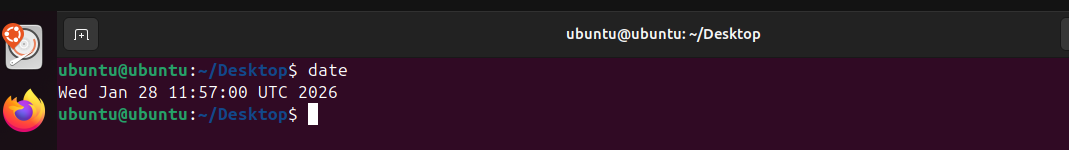 ubuntu@ubuntu: ~/Desktop
ubuntu@ubuntu:~/Desktop$ date
Wed Jan 28 11:57:00 UTC 2026
ubuntu@ubuntu:~/Desktop$